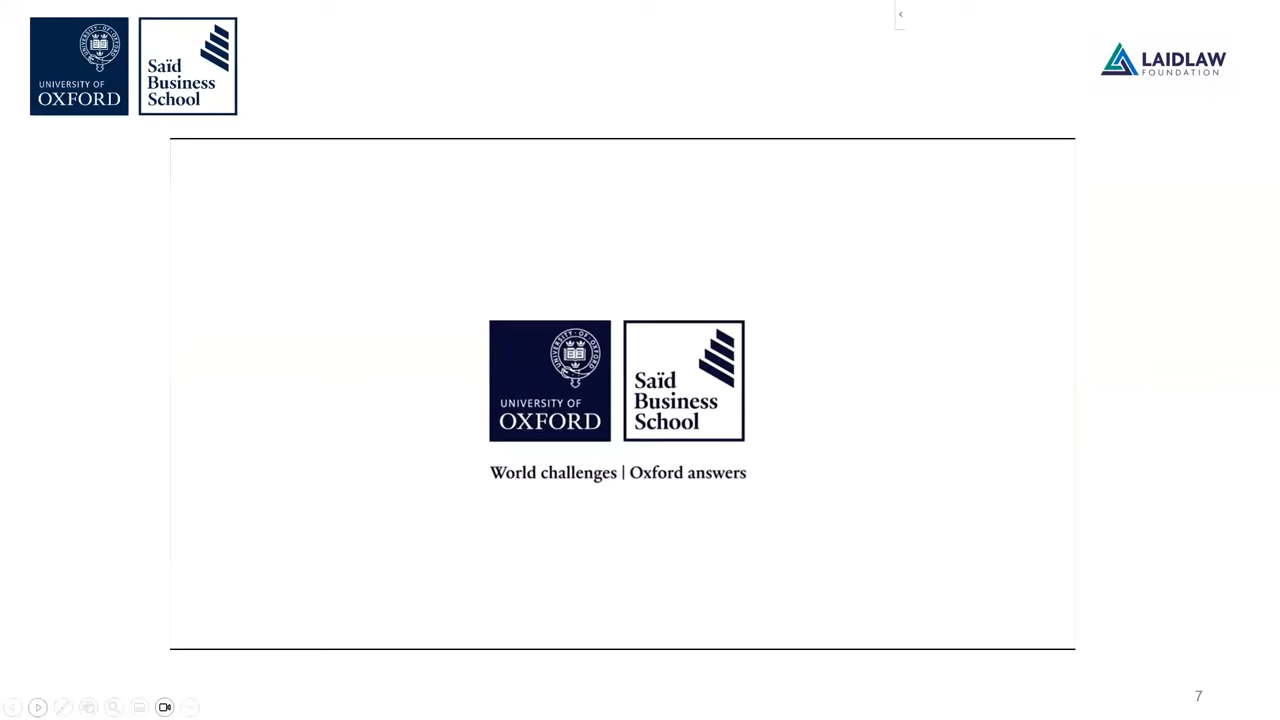 UNIVERSITY OF
OXFORD
Saïd
Business
School
LAIDLAW
FOUNDATION
UNIVERSITY OF
OXFORD
Saïd
Business
School
World challenges | Oxford answers
7